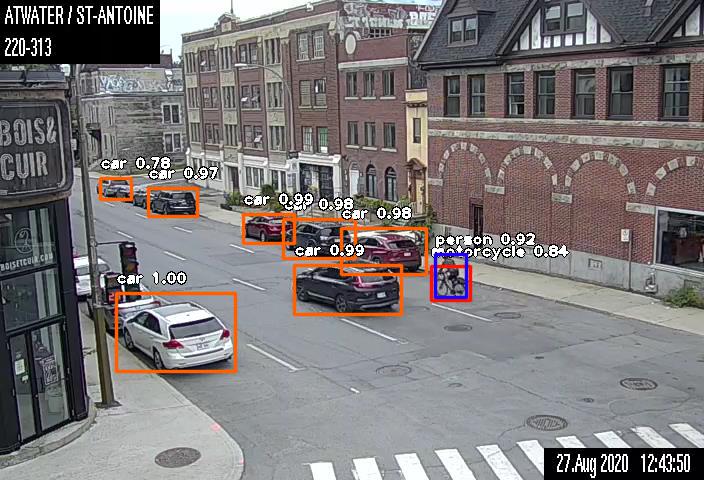 ATWATER / ST-ANTOINE
220-313
BOIS&
CUIR
BOISETCUIR.COM
car 0.78
car 0.97
car 0.99
car 0.98
car 0.98
car 0.99
person 0.92
motorcycle 0.84
car 1.00
27.Aug 2020 12:43:50